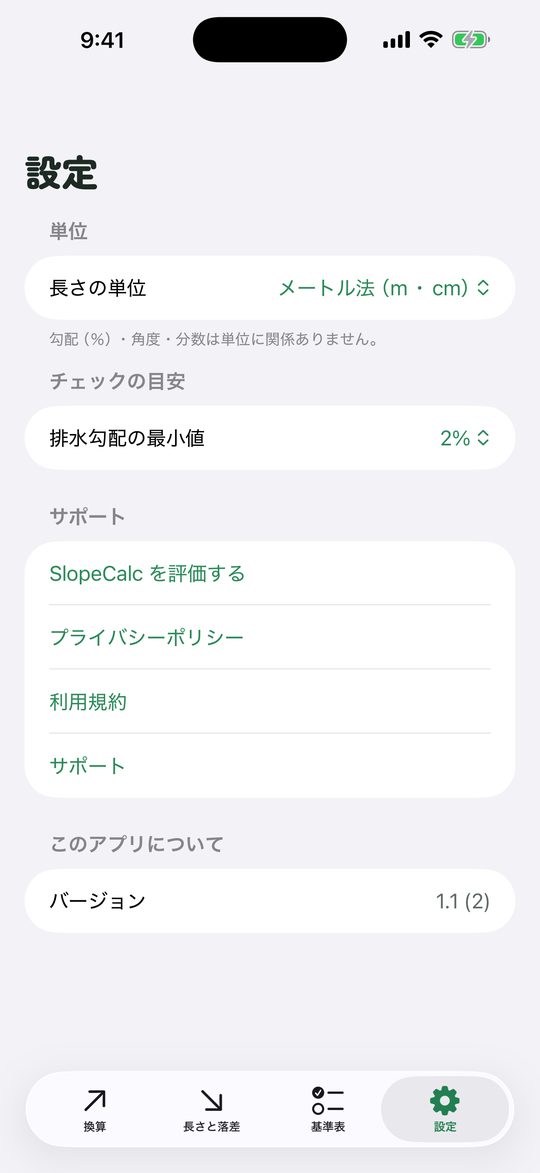 9:41
設定
単位
長さの単位 メートル法（m・cm）
勾配（%）・角度・分数は単位に関係ありません。
チェックの目安
排水勾配の最小値 2%
サポート
SlopeCalc を評価する
プライバシーポリシー
利用規約
サポート
このアプリについて
バージョン 1.1 (2)
換算 長さと落差 基準表 設定